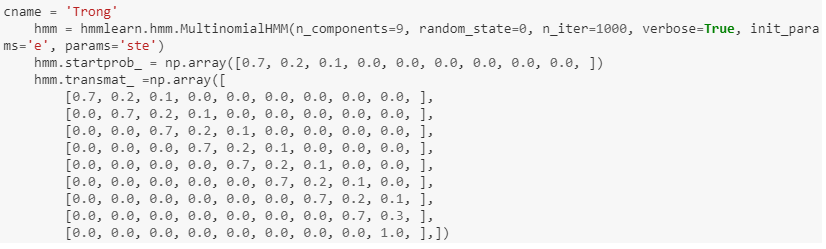 cname = 'Trong'
hmm = hmmlearn.hmm.MultinomialHMM(n_components=9, random_state=0, n_iter=1000, verbose=True, init_para
ms='e', params='ste')
hmm.startprob_ = np.array([0.7, 0.2, 0.1, 0.0, 0.0, 0.0, 0.0, 0.0, 0.0, ])
hmm.transmat_ =np.array([
[0.7, 0.2, 0.1, 0.0, 0.0, 0.0, 0.0, 0.0, 0.0, ],
[0.0, 0.7, 0.2, 0.1, 0.0, 0.0, 0.0, 0.0, 0.0, ],
[0.0, 0.0, 0.7, 0.2, 0.1, 0.0, 0.0, 0.0, 0.0, ],
[0.0, 0.0, 0.0, 0.7, 0.2, 0.1, 0.0, 0.0, 0.0, ],
[0.0, 0.0, 0.0, 0.0, 0.7, 0.2, 0.1, 0.0, 0.0, ],
[0.0, 0.0, 0.0, 0.0, 0.0, 0.7, 0.2, 0.1, 0.0, ],
[0.0, 0.0, 0.0, 0.0, 0.0, 0.0, 0.7, 0.2, 0.1, ],
[0.0, 0.0, 0.0, 0.0, 0.0, 0.0, 0.0, 0.7, 0.3, ],
[0.0, 0.0, 0.0, 0.0, 0.0, 0.0, 0.0, 0.0, 1.0, ],])